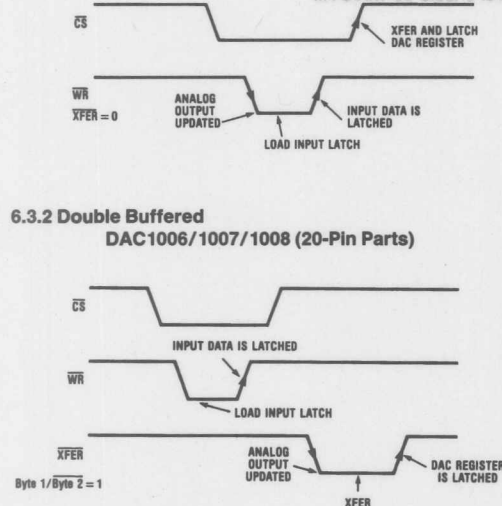 CS
XFER AND LATCH
DAC REGISTER
WR
XFER = 0
ANALOG
OUTPUT
UPDATED
INPUT DATA IS
LATCHED
LOAD INPUT LATCH
6.3.2 Double Buffered
DAC1006/1007/1008 (20-Pin Parts)
CS
INPUT DATA IS LATCHED
WR
LOAD INPUT LATCH
XFER
Byte 1/Byte 2 = 1
ANALOG
OUTPUT
UPDATED
DAC REGISTER
IS LATCHED
XFER